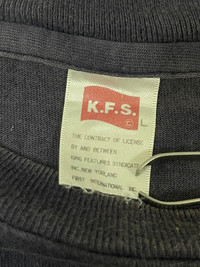 K.F.S.
L
THE CONTRACT OF LICENSE
BY AND BETWEEN
KING FEATURES SYNDICATE
INC. NEW YORK AND
FIRST INTERNATIONAL INC.